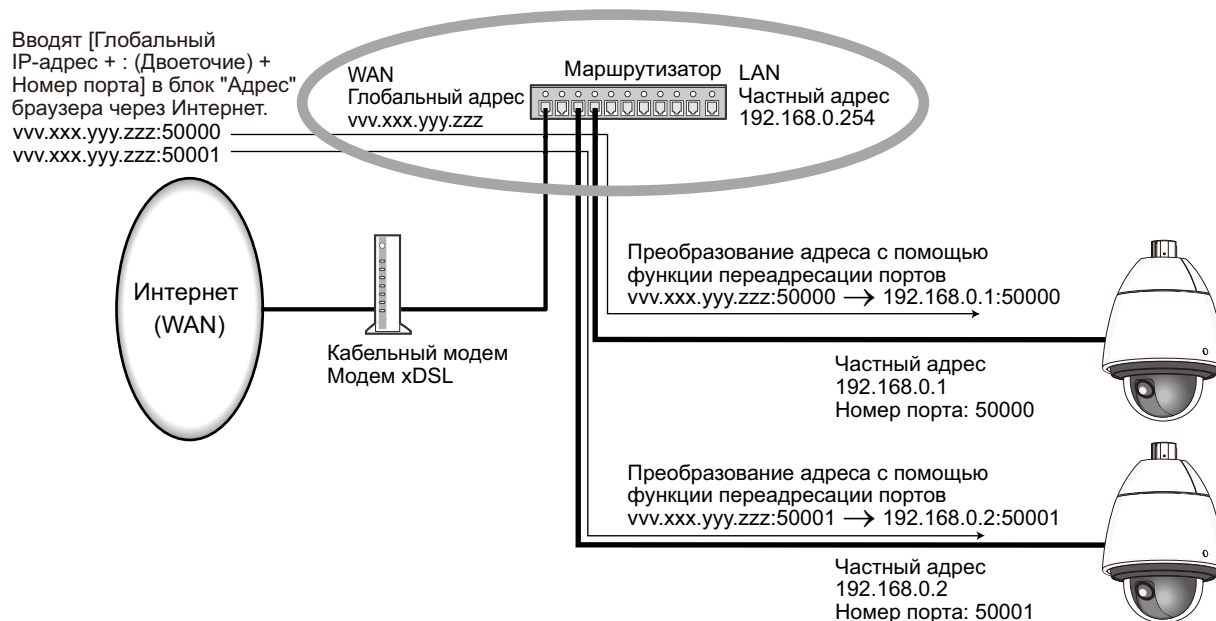 Вводят [Глобальный
IP-адрес + : (Двоеточие) +
Номер порта] в блок "Адрес"
браузера через Интернет.
vvv.xxx.yyy.zzz:50000
vvv.xxx.yyy.zzz:50001
WAN
Глобальный адрес
vvv.xxx.yyy.zzz
Маршрутизатор
LAN
Частный адрес
192.168.0.254
Интернет
(WAN)
Кабельный модем
Модем xDSL
Преобразование адреса с помощью
функции переадресации портов
vvv.xxx.yyy.zzz:50000 → 192.168.0.1:50000
Частный адрес
192.168.0.1
Номер порта: 50000
Преобразование адреса с помощью
функции переадресации портов
vvv.xxx.yyy.zzz:50001 → 192.168.0.2:50001
Частный адрес
192.168.0.2
Номер порта: 50001